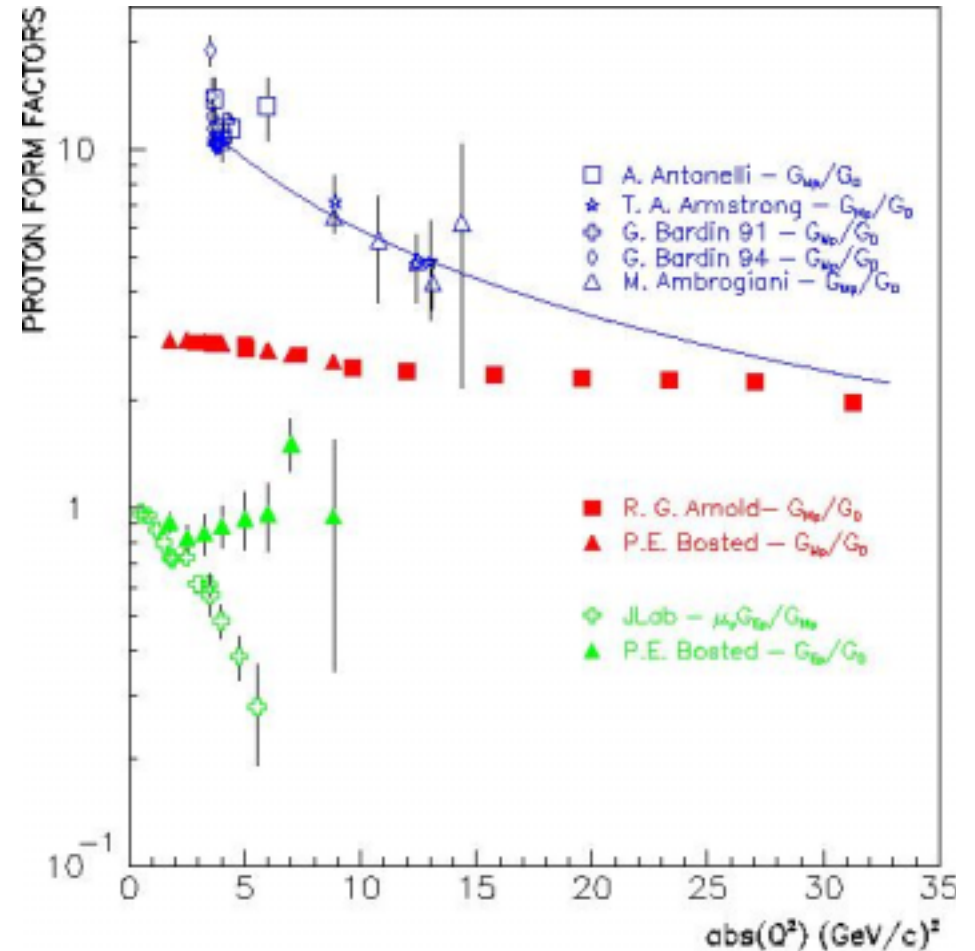 PROTON FORM FACTORS
10
1
10⁻¹
A. Antonelli – G_Mp/G_D
T. A. Armstrong – G_Mp/G_D
G. Bardin 91 – G_Mp/G_D
G. Bardin 94 – G_Mp/G_D
M. Ambrogiani – G_Mp/G_D
R. G. Arnold– G_Mp/G_D
P.E. Bosted – G_Mp/G_D
JLab – μ_pG_Ep/G_Mp
P.E. Bosted – G_Ep/G_D
0 5 10 15 20 25 30 35
abs(Q²) (GeV/c)²